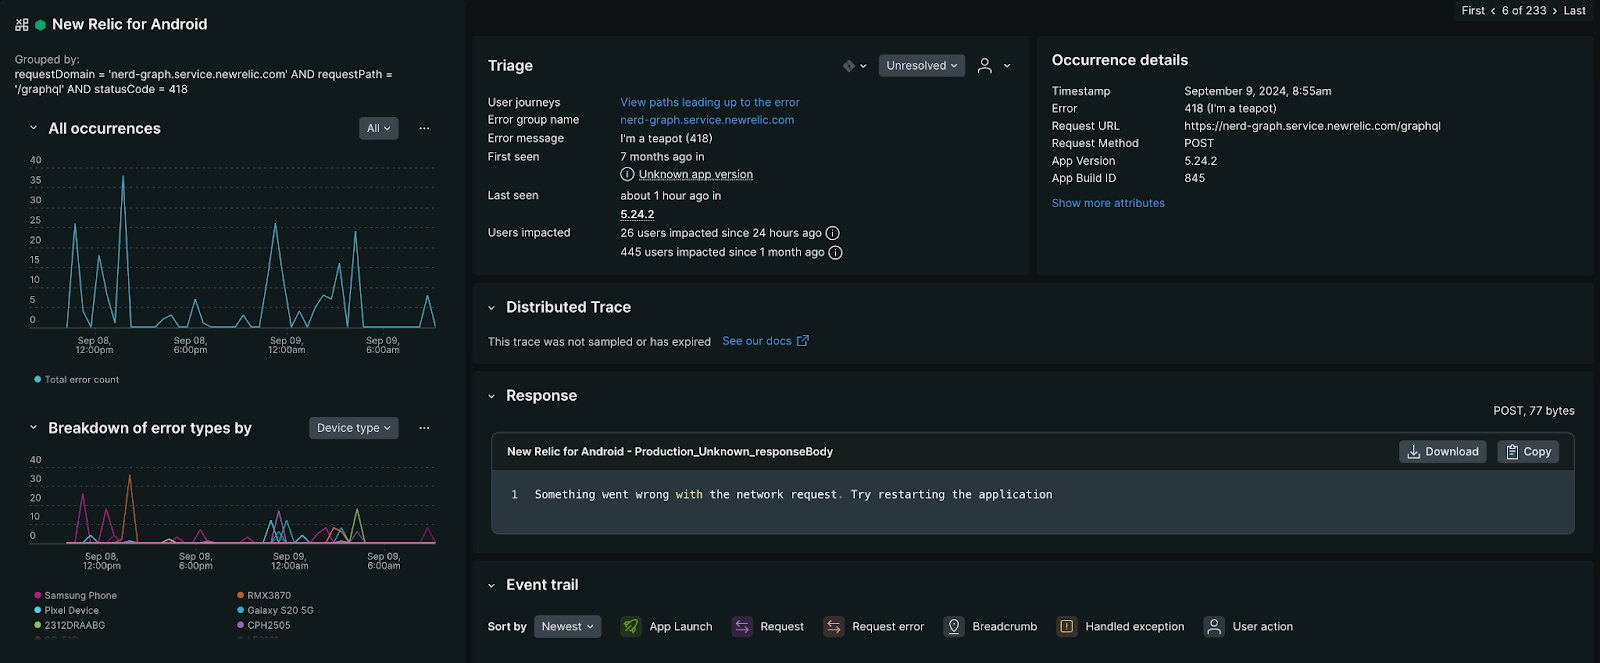 New Relic for Android
Grouped by:
requestDomain = 'nerd-graph.service.newrelic.com' AND requestPath =
'/graphql' AND statusCode = 418
All occurrences
All
40
35
30
25
20
15
10
5
0
Sep 08, 12:00pm
Sep 08, 6:00pm
Sep 09, 12:00am
Sep 09, 6:00am
Total error count
Breakdown of error types by
Device type
40
30
20
10
0
Sep 08, 12:00pm
Sep 08, 6:00pm
Sep 09, 12:00am
Sep 09, 6:00am
Samsung Phone
RMX3870
Pixel Device
Galaxy S20 5G
2312DRAABG
CPH2505
First < 6 of 233 > Last
Triage
Unresolved
User journeys View paths leading up to the error
Error group name nerd-graph.service.newrelic.com
Error message I'm a teapot (418)
First seen 7 months ago in
Unknown app version
Last seen about 1 hour ago in
5.24.2
Users impacted 26 users impacted since 24 hours ago
445 users impacted since 1 month ago
Occurrence details
Timestamp September 9, 2024, 8:55am
Error 418 (I'm a teapot)
Request URL https://nerd-graph.service.newrelic.com/graphql
Request Method POST
App Version 5.24.2
App Build ID 845
Show more attributes
Distributed Trace
This trace was not sampled or has expired See our docs
Response
POST, 77 bytes
New Relic for Android - Production_Unknown_responseBody
Download
Copy
1 Something went wrong with the network request. Try restarting the application
Event trail
Sort by Newest App Launch Request Request error Breadcrumb Handled exception User action